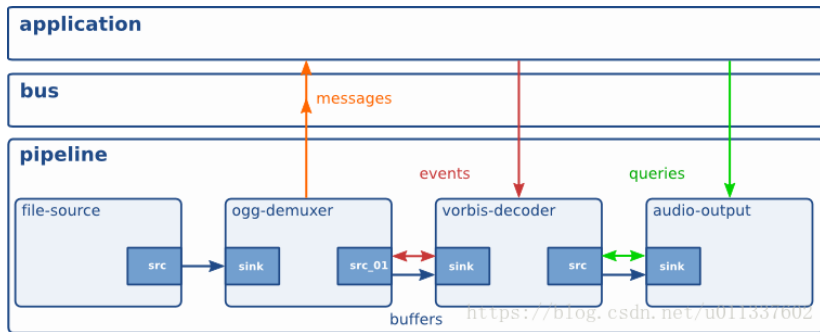 application
bus
messages
pipeline
events
queries
file-source
ogg-demuxer
vorbis-decoder
audio-output
src
sink
src_01
sink
src
sink
buffers
https://blog.csdn.net/u011337602